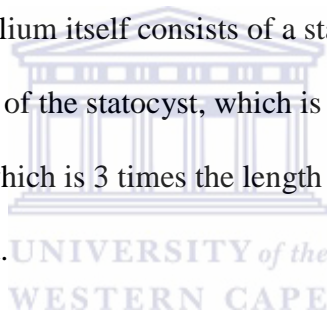 lium itself consists of a sta
of the statocyst, which is
hich is 3 times the length
.
UNIVERSITY of the
WESTERN CAPE